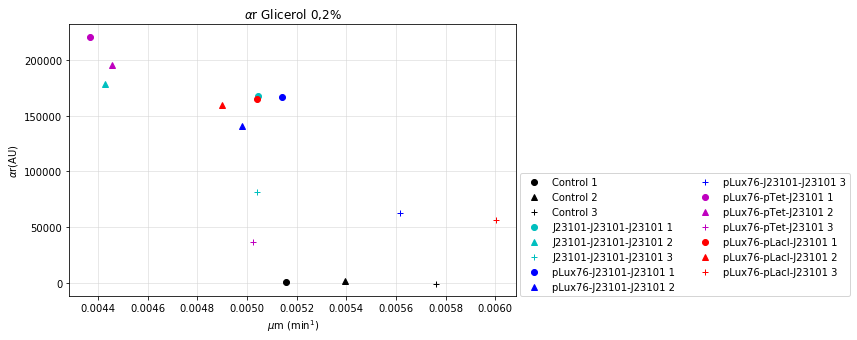 αr Glicerol 0,2%
αr(AU)
200000
150000
100000
50000
0
0.0044 0.0046 0.0048 0.0050 0.0052 0.0054 0.0056 0.0058 0.0060
μm (min¹)
Control 1
Control 2
Control 3
J23101-J23101-J23101 1
J23101-J23101-J23101 2
J23101-J23101-J23101 3
pLux76-J23101-J23101 1
pLux76-J23101-J23101 2
pLux76-J23101-J23101 3
pLux76-pTet-J23101 1
pLux76-pTet-J23101 2
pLux76-pTet-J23101 3
pLux76-pLacI-J23101 1
pLux76-pLacI-J23101 2
pLux76-pLacI-J23101 3